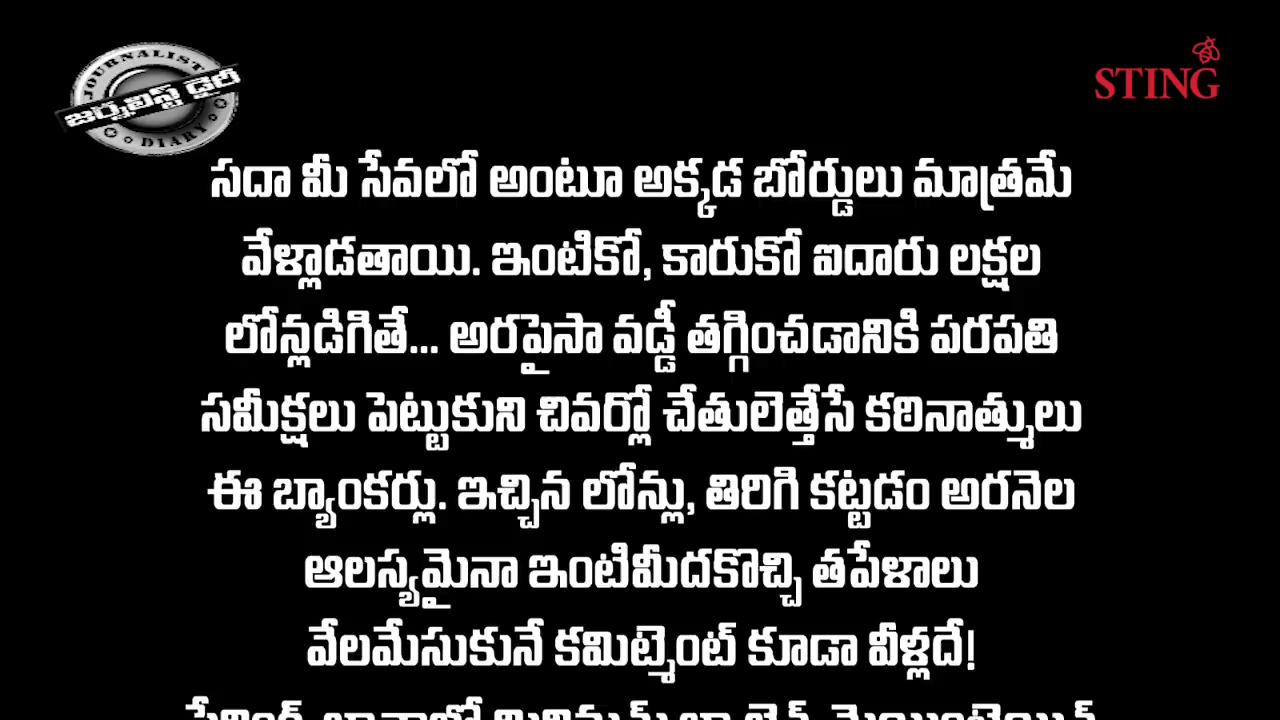 JOURNALIST
జర్నలిస్ట్ డైరీ
DIARY
STING
సదా మీ సేవలో అంటూ అక్కడ బోర్డులు మాత్రమే
వేళ్లాడతాయి. ఇంటికో, కారుకో ఐదారు లక్షల
లోన్లడిగితే... అరపైసా వడ్డీ తగ్గించడానికి పరపతి
సమీక్షలు పెట్టుకుని చివర్లో చేతులెత్తేసే కఠినాత్ములు
ఈ బ్యాంకర్లు. ఇచ్చిన లోన్లు, తిరిగి కట్టడం అరనెల
ఆలస్యమైనా ఇంటిమీదకొచ్చి తపేళాలు
వేలమేసుకునే కమిట్మెంట్ కూడా వీళ్లదే!